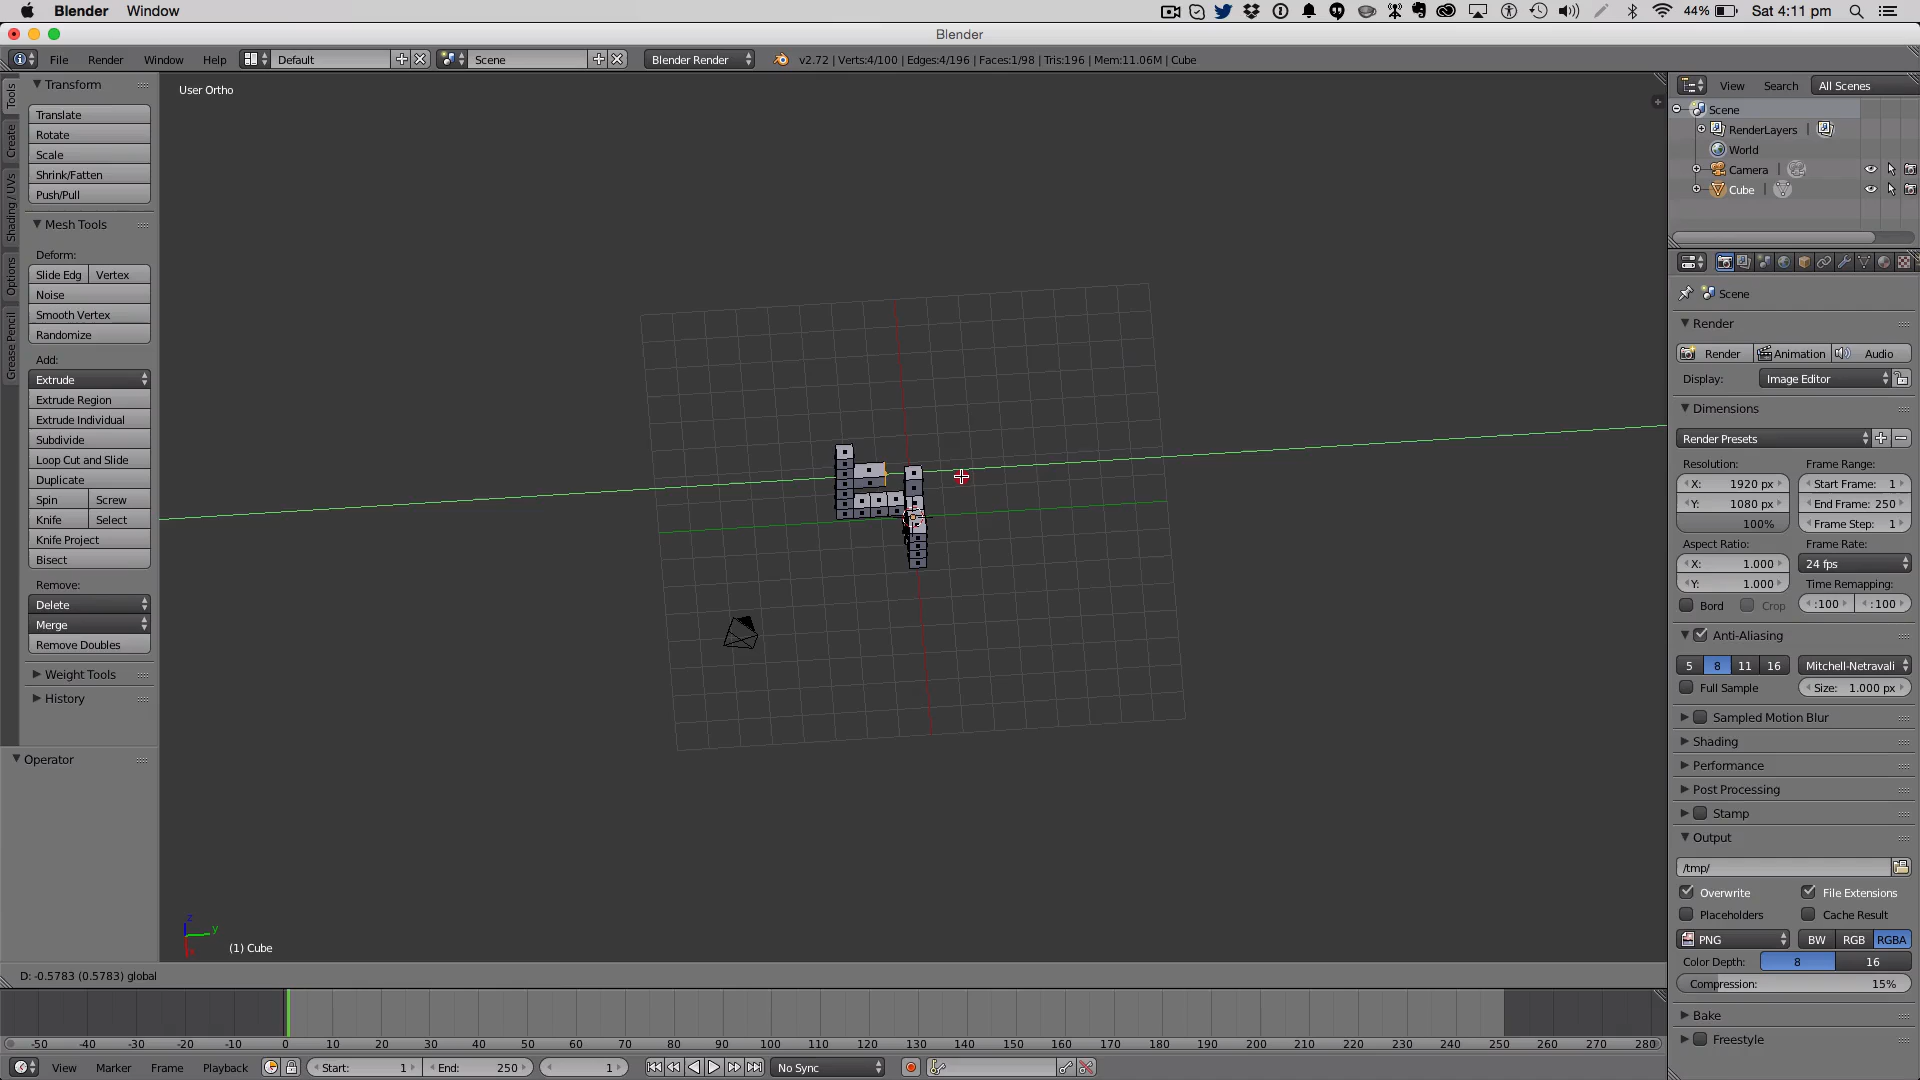 Blender Window 44% Sat 4:11 pm
Blender
File Render Window Help Default Scene Blender Render v2.72 | Verts:4/100 | Edges:4/196 | Faces:1/98 | Tris:196 | Mem:11.06M | Cube
Tools
Create
Shading / UVs
Options
Grease Pencil
Transform
Translate
Rotate
Scale
Shrink/Fatten
Push/Pull
Mesh Tools
Deform:
Slide Edg Vertex
Noise
Smooth Vertex
Randomize
Add:
Extrude
Extrude Region
Extrude Individual
Subdivide
Loop Cut and Slide
Duplicate
Spin Screw
Knife Select
Knife Project
Bisect
Remove:
Delete
Merge
Remove Doubles
Weight Tools
History
Operator
User Ortho
z
y
x
(1) Cube
D: -0.5783 (0.5783) global
View Search All Scenes
Scene
RenderLayers |
World
Camera |
Cube |
Scene
Render
Render Animation Audio
Display: Image Editor
Dimensions
Render Presets
Resolution: Frame Range:
X: 1920 px Start Frame: 1
Y: 1080 px End Frame: 250
100% Frame Step: 1
Aspect Ratio: Frame Rate:
X: 1.000 24 fps
Y: 1.000 Time Remapping:
Bord Crop :100 :100
Anti-Aliasing
5 8 11 16 Mitchell-Netravali
Full Sample Size: 1.000 px
Sampled Motion Blur
Shading
Performance
Post Processing
Stamp
Output
/tmp/
Overwrite File Extensions
Placeholders Cache Result
PNG BW RGB RGBA
Color Depth: 8 16
Compression: 15%
Bake
Freestyle
-50 -40 -30 -20 -10 0 10 20 30 40 50 60 70 80 90 100 110 120 130 140 150 160 170 180 190 200 210 220 230 240 250 260 270 280
View Marker Frame Playback Start: 1 End: 250 1 No Sync